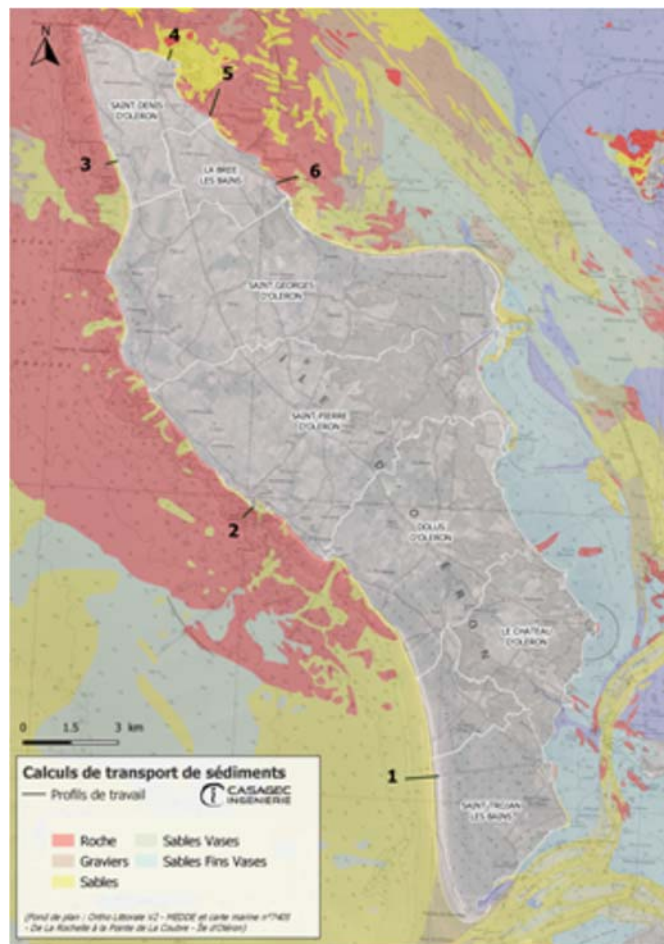 4
5
SAINT-DENIS
D'OLERON
3
LA BREE
LES BAINS
6
SAINT-GEORGES
D'OLERON
SAINT-PIERRE
D'OLERON
2
DOLUS
D'OLERON
LE CHATEAU
D'OLERON
0 1.5 3 km
1
SAINT-TROJAN
LES BAINS
Calculs de transport de sédiments
Profils de travail
CASAGEC
INGENIERIE
Roche
Sables Vases
Graviers
Sables Fins Vases
Sables
(Fond de plan : Ortho Littorale V2 - MEDDE et carte marine n°7405
- De La Rochelle à la Pointe de La Coubre - Île d'Oléron)